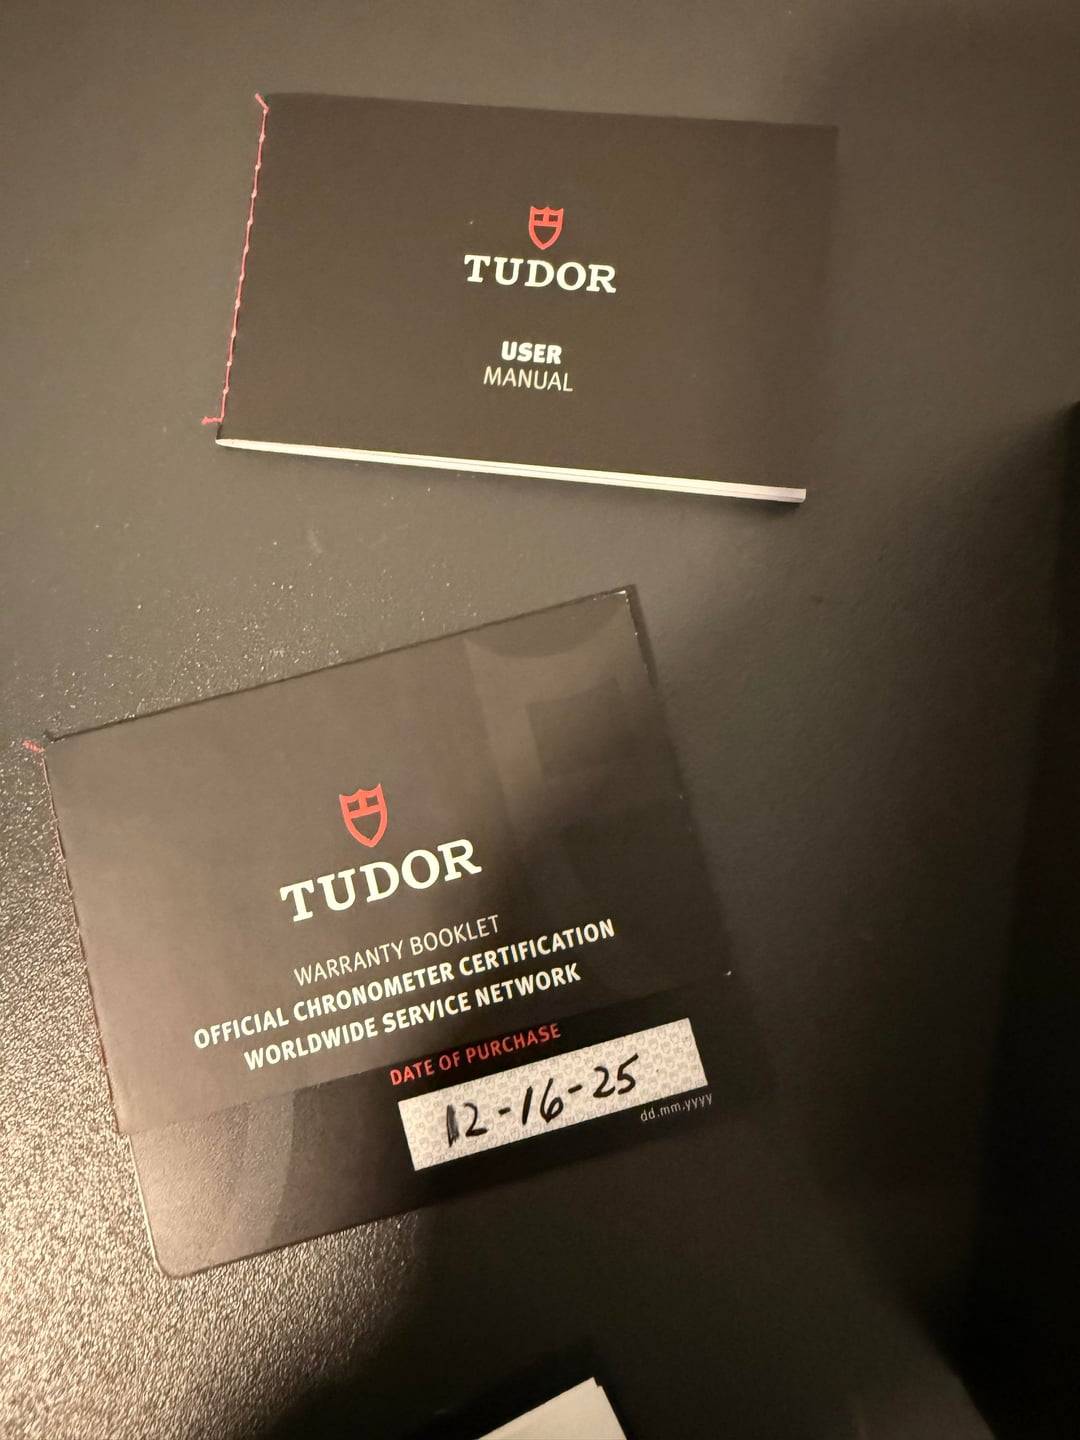 TUDOR
USER
MANUAL
TUDOR
WARRANTY BOOKLET
OFFICIAL CHRONOMETER CERTIFICATION
WORLDWIDE SERVICE NETWORK
DATE OF PURCHASE
12-16-25
dd.mm.yyyy